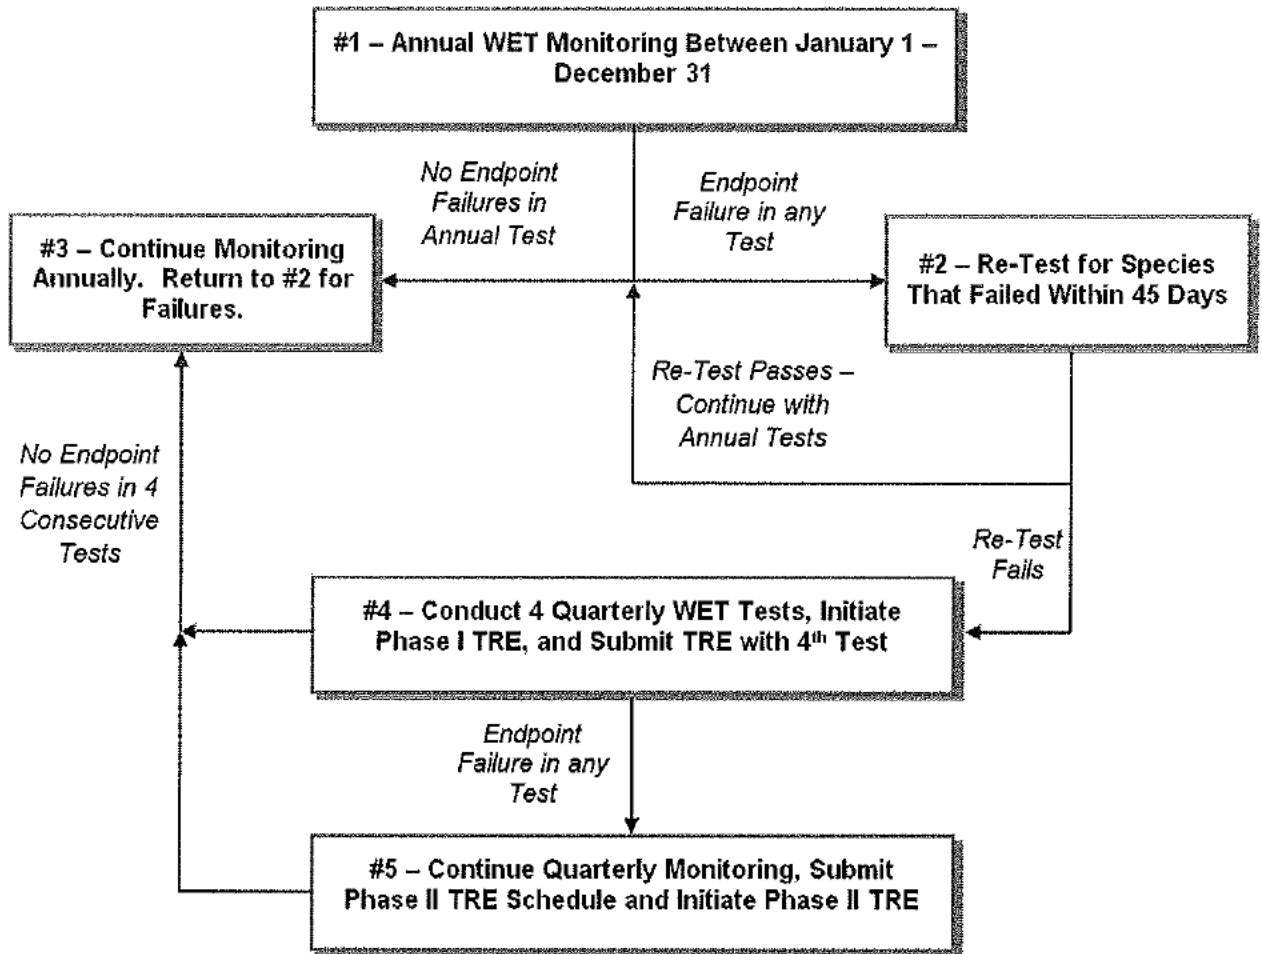 #1 – Annual WET Monitoring Between January 1 –
December 31
No Endpoint
Failures in
Annual Test
Endpoint
Failure in any
Test
#3 – Continue Monitoring
Annually.  Return to #2 for
Failures.
#2 – Re-Test for Species
That Failed Within 45 Days
Re-Test Passes –
Continue with
Annual Tests
No Endpoint
Failures in 4
Consecutive
Tests
Re-Test
Fails
#4 – Conduct 4 Quarterly WET Tests, Initiate
Phase I TRE, and Submit TRE with 4th Test
Endpoint
Failure in any
Test
#5 – Continue Quarterly Monitoring, Submit
Phase II TRE Schedule and Initiate Phase II TRE